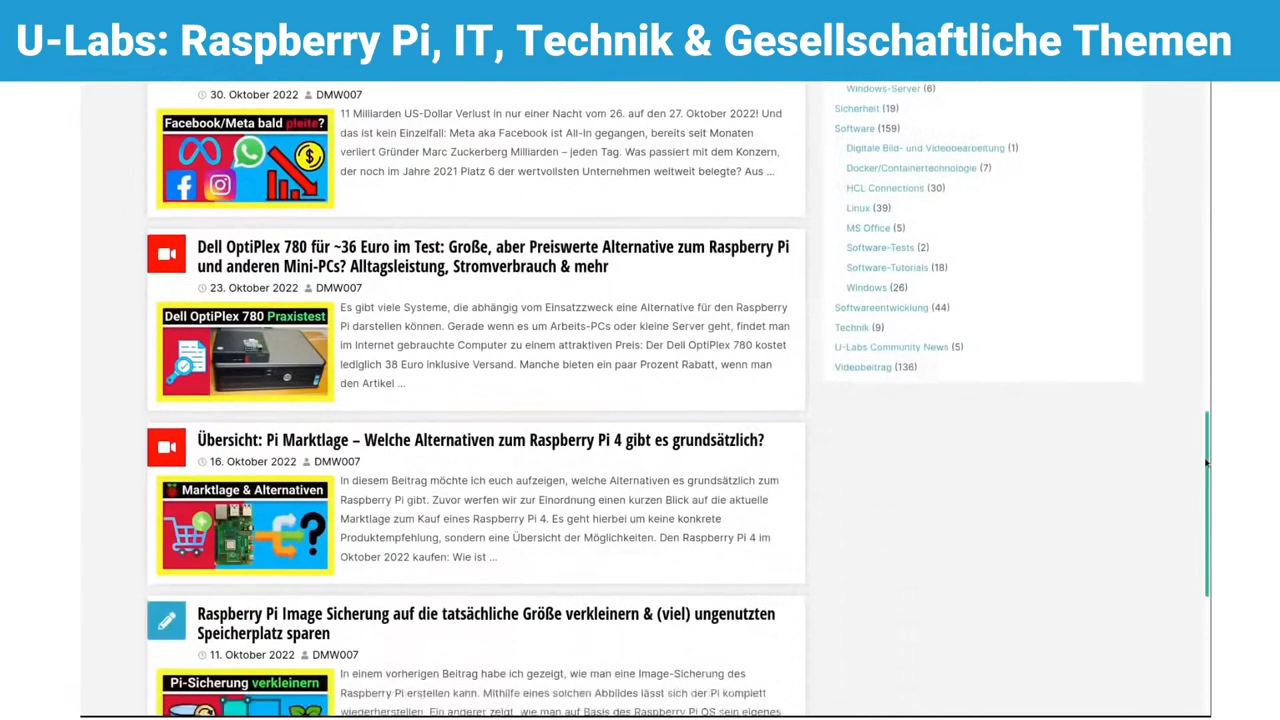 U-Labs: Raspberry Pi, IT, Technik & Gesellschaftliche Themen
30. Oktober 2022 DMW007
Facebook/Meta bald pleite?
11 Milliarden US-Dollar Verlust in nur einer Nacht vom 26. auf den 27. Oktober 2022! Und
das ist kein Einzelfall: Meta aka Facebook ist All-In gegangen, bereits seit Monaten
verliert Gründer Marc Zuckerberg Milliarden – jeden Tag. Was passiert mit dem Konzern,
der noch im Jahre 2021 Platz 6 der wertvollsten Unternehmen weltweit belegte? Aus ...
Dell OptiPlex 780 für ~36 Euro im Test: Große, aber Preiswerte Alternative zum Raspberry Pi
und anderen Mini-PCs? Alltagsleistung, Stromverbrauch & mehr
23. Oktober 2022 DMW007
Dell OptiPlex 780 Praxistest
Es gibt viele Systeme, die abhängig vom Einsatzzweck eine Alternative für den Raspberry
Pi darstellen können. Gerade wenn es um Arbeits-PCs oder kleine Server geht, findet man
im Internet gebrauchte Computer zu einem attraktiven Preis: Der Dell OptiPlex 780 kostet
lediglich 38 Euro inklusive Versand. Manche bieten ein paar Prozent Rabatt, wenn man
den Artikel ...
Übersicht: Pi Marktlage – Welche Alternativen zum Raspberry Pi 4 gibt es grundsätzlich?
16. Oktober 2022 DMW007
Marktlage & Alternativen
In diesem Beitrag möchte ich euch aufzeigen, welche Alternativen es grundsätzlich zum
Raspberry Pi gibt. Zuvor werfen wir zur Einordnung einen kurzen Blick auf die aktuelle
Marktlage zum Kauf eines Raspberry Pi 4. Es geht hierbei um keine konkrete
Produktempfehlung, sondern eine Übersicht der Möglichkeiten. Den Raspberry Pi 4 im
Oktober 2022 kaufen: Wie ist ...
Raspberry Pi Image Sicherung auf die tatsächliche Größe verkleinern & (viel) ungenutzten
Speicherplatz sparen
11. Oktober 2022 DMW007
Pi-Sicherung verkleinern
In einem vorherigen Beitrag habe ich gezeigt, wie man eine Image-Sicherung des
Raspberry Pi erstellen kann. Mithilfe eines solchen Abbildes lässt sich der Pi komplett
wiederherstellen. Ein anderer zeigt, wie man auf Basis des Raspberry Pi OS sein eigenes
Windows-Server (6)
Sicherheit (19)
Software (159)
Digitale Bild- und Videobearbeitung (1)
Docker/Containertechnologie (7)
HCL Connections (30)
Linux (39)
MS Office (5)
Software-Tests (2)
Software-Tutorials (18)
Windows (26)
Softwareentwicklung (44)
Technik (9)
U-Labs Community News (5)
Videobeitrag (136)